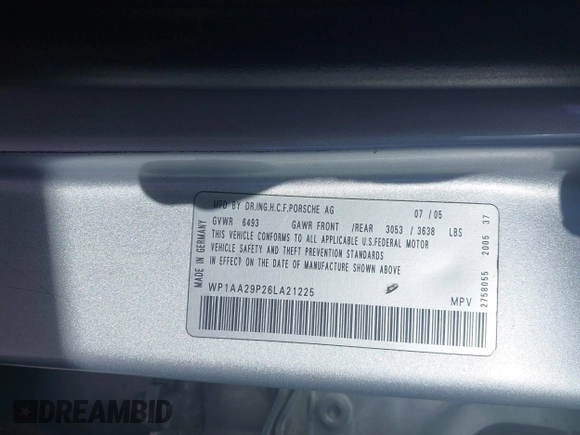 MFD BY DR.ING.H.C.F.PORSCHE AG 07 / 05
GVWR 6493 GAWR FRONT /REAR 3053 / 3638 LBS
THIS VEHICLE CONFORMS TO ALL APPLICABLE U.S.FEDERAL MOTOR
VEHICLE SAFETY AND THEFT PREVENTION STANDARDS
IN EFFECT ON THE DATE OF MANUFACTURE SHOWN ABOVE
WP1AA29P26LA21225
MPV
MADE IN GERMANY
2758055 2005 37
DREAMBID